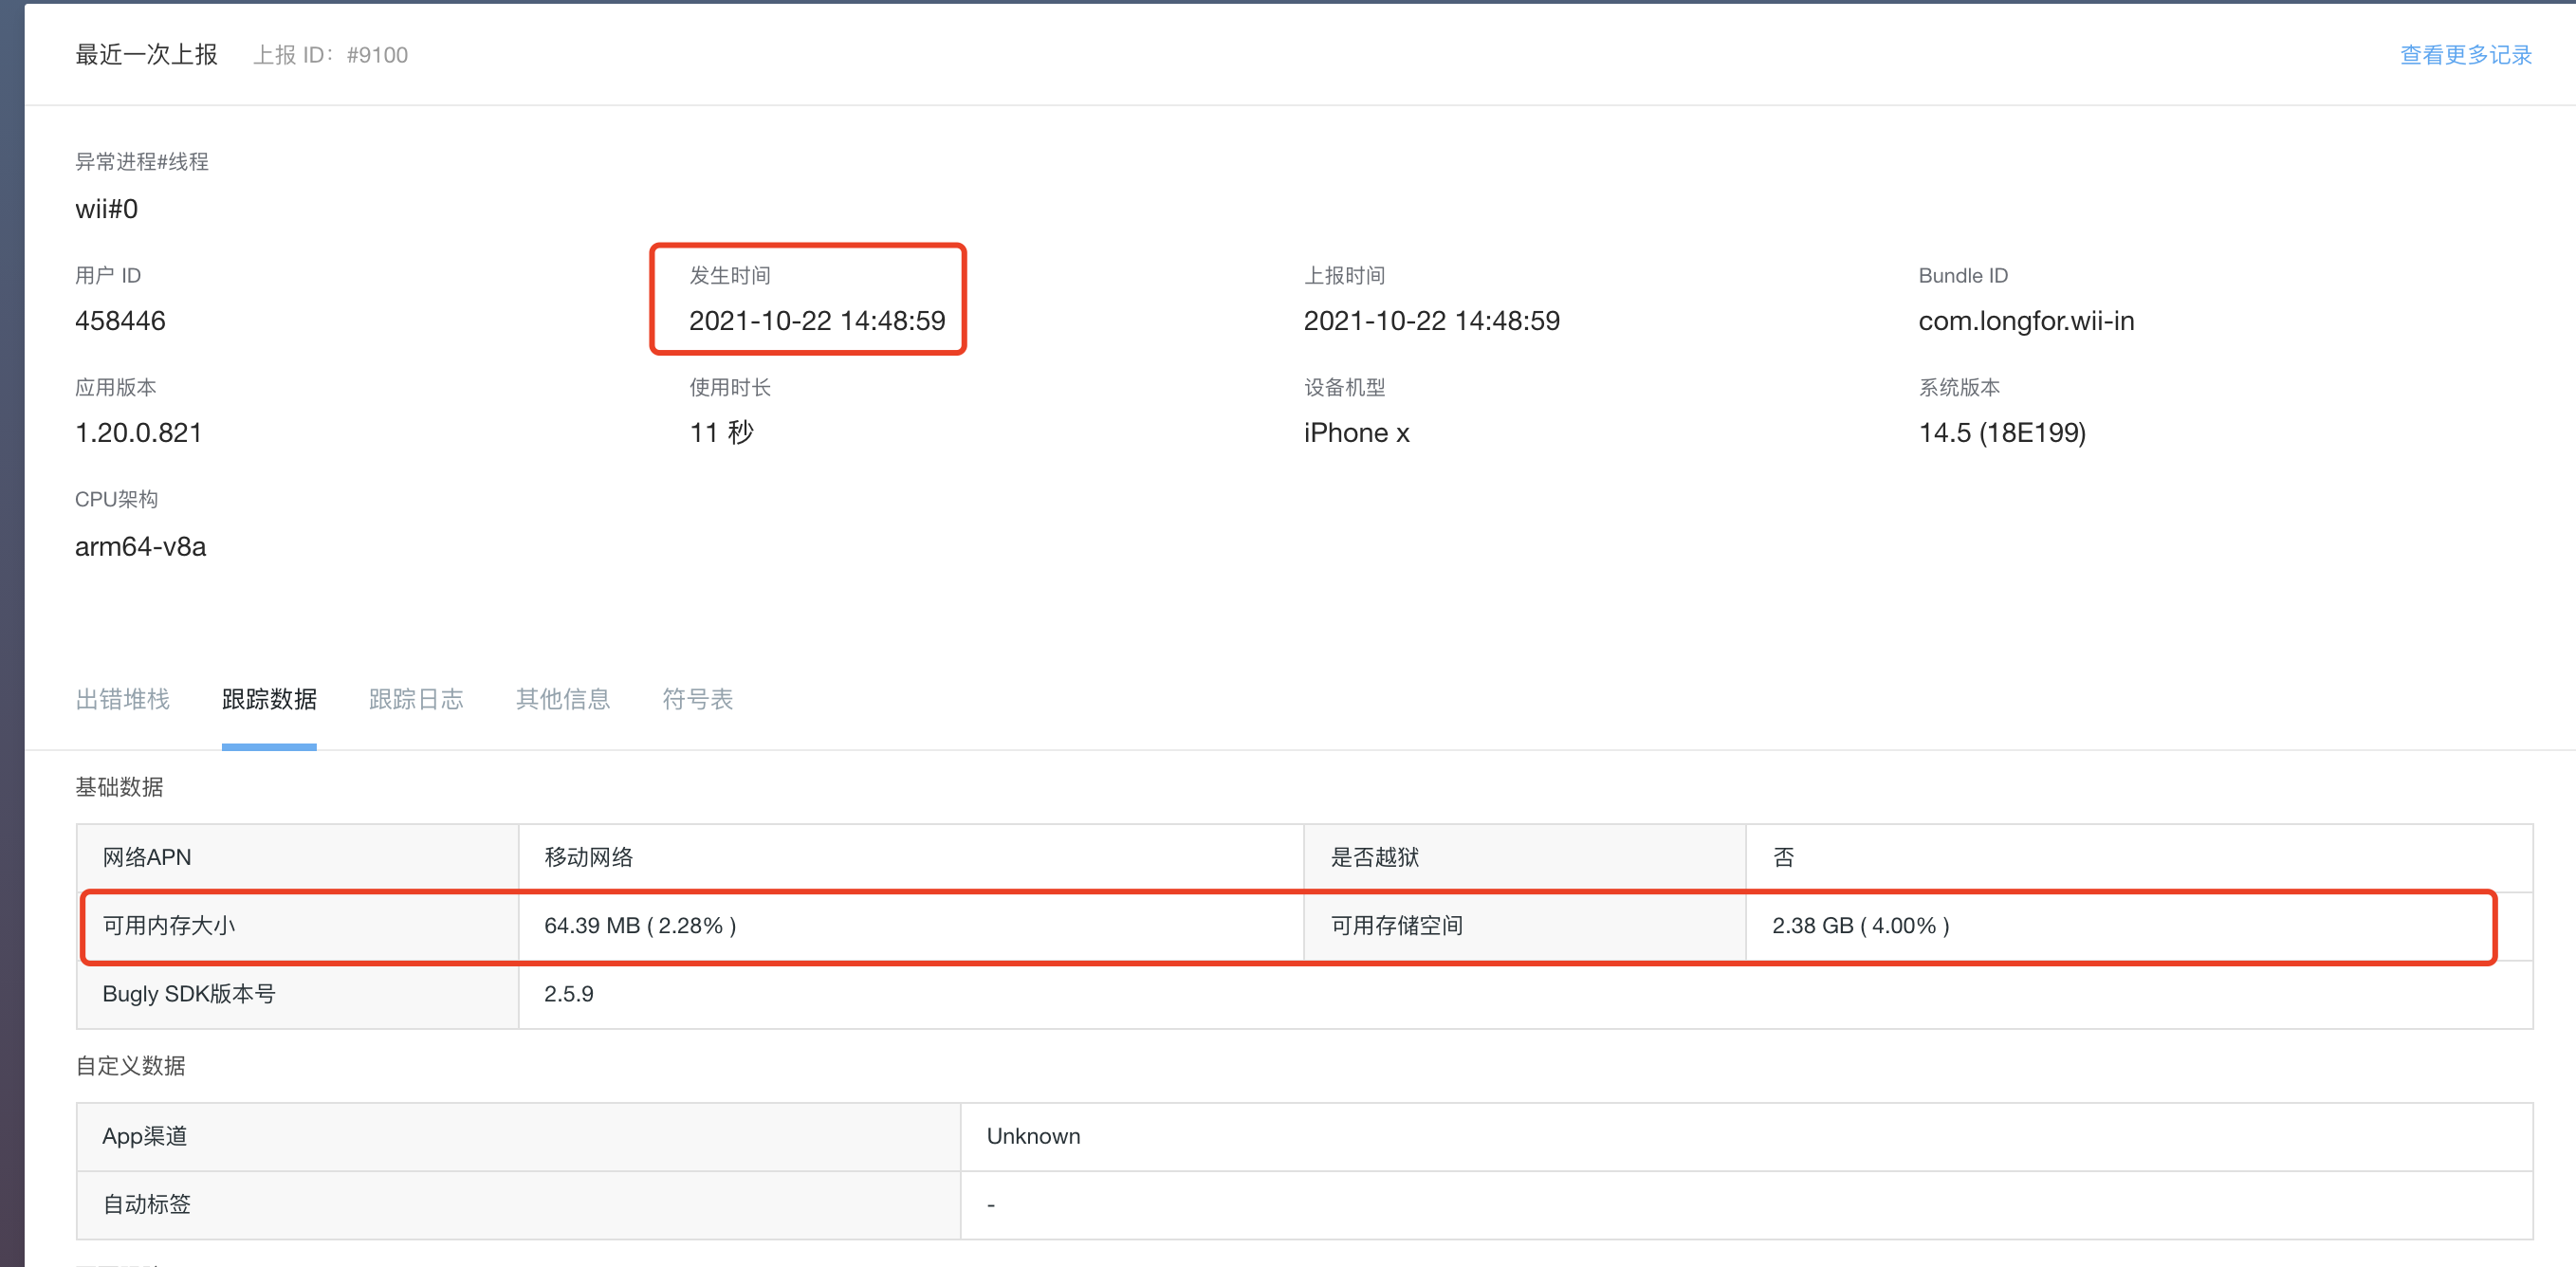 最近一次上报 上报 ID: #9100 查看更多记录
异常进程#线程
wii#0
用户 ID 发生时间 上报时间 Bundle ID
458446 2021-10-22 14:48:59 2021-10-22 14:48:59 com.longfor.wii-in
应用版本 使用时长 设备机型 系统版本
1.20.0.821 11 秒 iPhone x 14.5 (18E199)
CPU架构
arm64-v8a
出错堆栈 跟踪数据 跟踪日志 其他信息 符号表
基础数据
网络APN 移动网络 是否越狱 否
可用内存大小 64.39 MB ( 2.28% ) 可用存储空间 2.38 GB ( 4.00% )
Bugly SDK版本号 2.5.9
自定义数据
App渠道 Unknown
自动标签 -